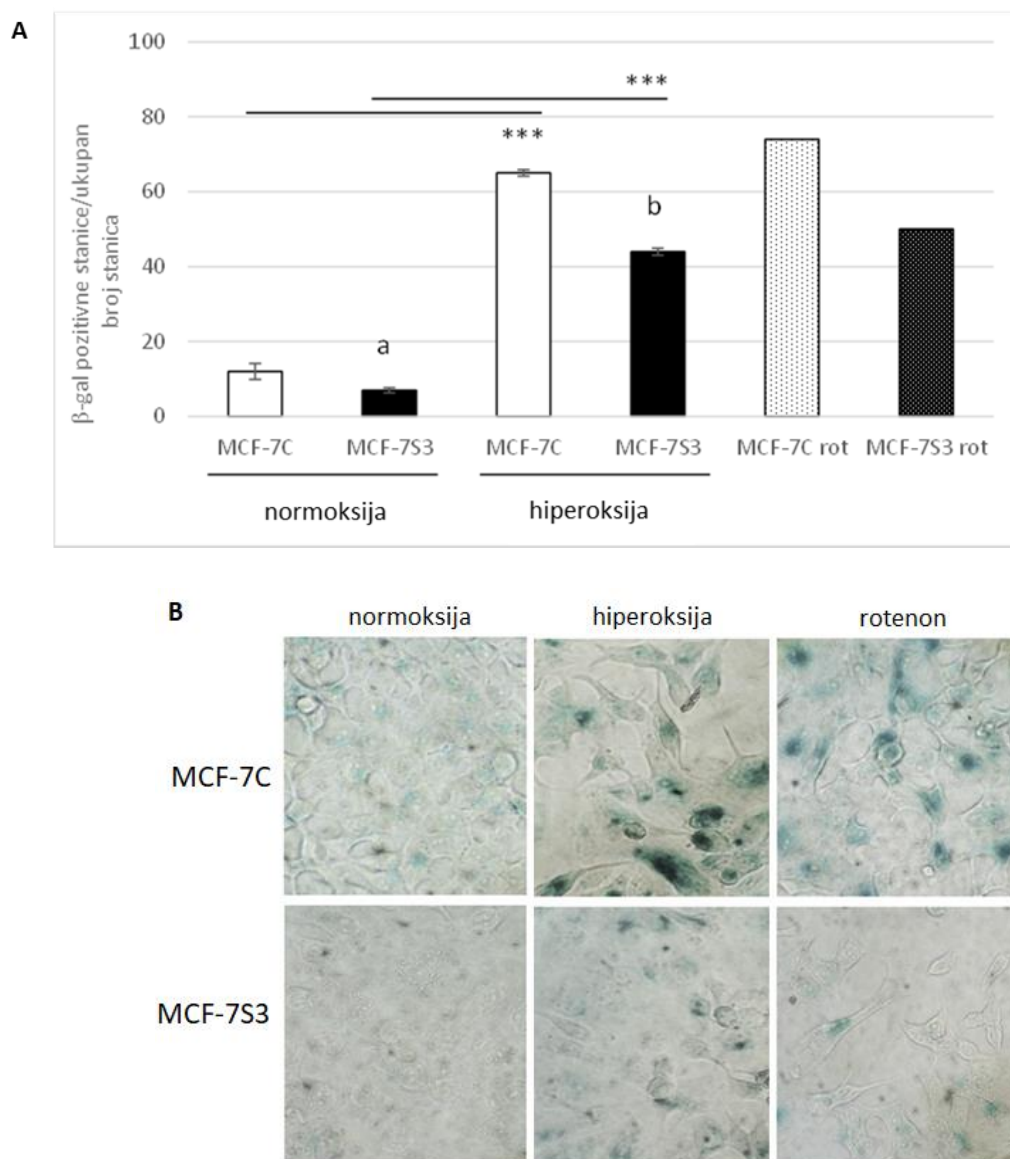 A
100
80
60
40
20
0
β-gal pozitivne stanice/ukupan
broj stanica
***
***
b
a
MCF-7C MCF-7S3 MCF-7C MCF-7S3 MCF-7C rot MCF-7S3 rot
normoksija hiperoksija
B
normoksija hiperoksija rotenon
MCF-7C
MCF-7S3